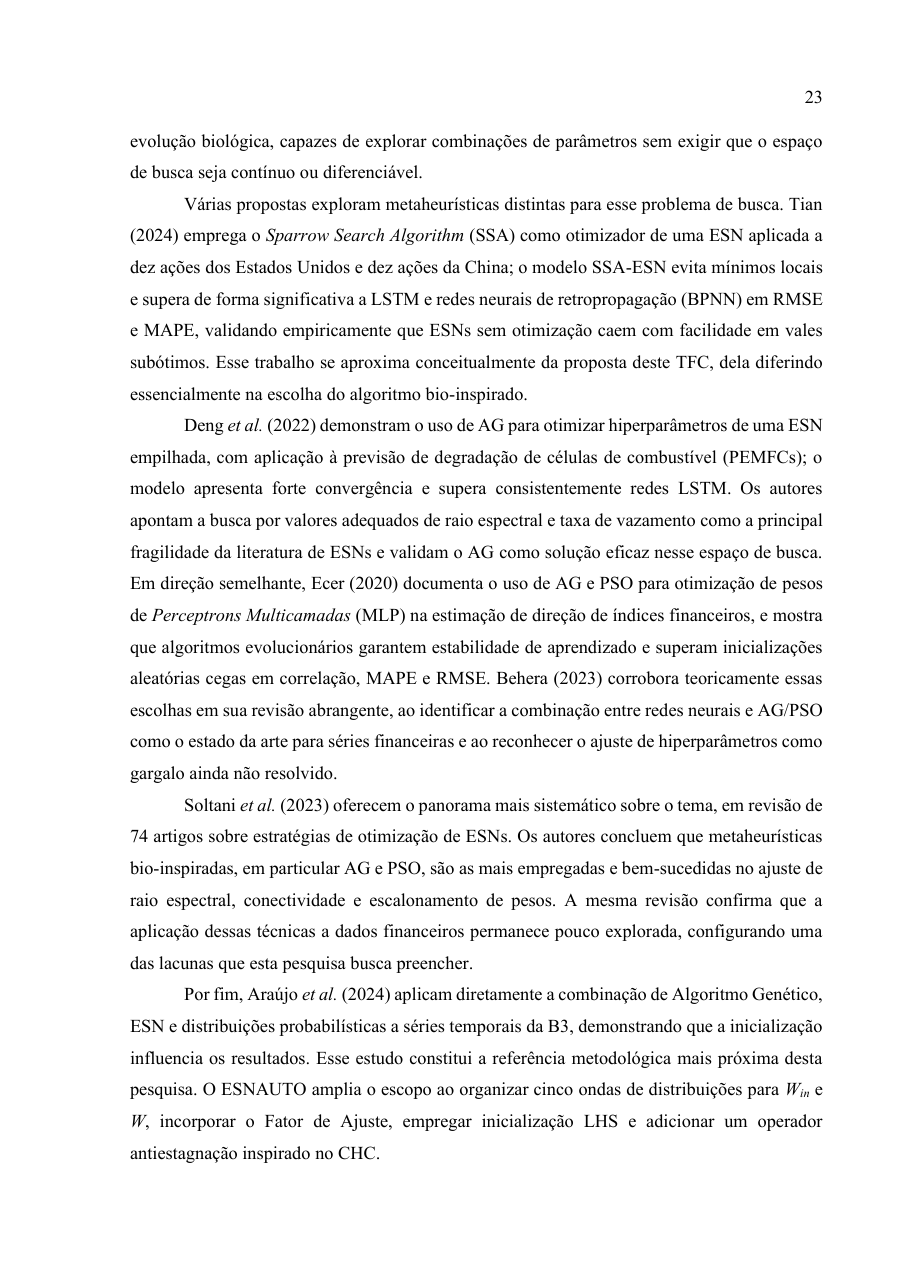 23
evolução biológica, capazes de explorar combinações de parâmetros sem exigir que o espaço
de busca seja contínuo ou diferenciável.
Várias propostas exploram metaheurísticas distintas para esse problema de busca. Tian
(2024) emprega o Sparrow Search Algorithm (SSA) como otimizador de uma ESN aplicada a
dez ações dos Estados Unidos e dez ações da China; o modelo SSA-ESN evita mínimos locais
e supera de forma significativa a LSTM e redes neurais de retropropagação (BPNN) em RMSE
e MAPE, validando empiricamente que ESNs sem otimização caem com facilidade em vales
subótimos. Esse trabalho se aproxima conceitualmente da proposta deste TFC, dela diferindo
essencialmente na escolha do algoritmo bio-inspirado.
Deng et al. (2022) demonstram o uso de AG para otimizar hiperparâmetros de uma ESN
empilhada, com aplicação à previsão de degradação de células de combustível (PEMFCs); o
modelo apresenta forte convergência e supera consistentemente redes LSTM. Os autores
apontam a busca por valores adequados de raio espectral e taxa de vazamento como a principal
fragilidade da literatura de ESNs e validam o AG como solução eficaz nesse espaço de busca.
Em direção semelhante, Ecer (2020) documenta o uso de AG e PSO para otimização de pesos
de Perceptrons Multicamadas (MLP) na estimação de direção de índices financeiros, e mostra
que algoritmos evolucionários garantem estabilidade de aprendizado e superam inicializações
aleatórias cegas em correlação, MAPE e RMSE. Behera (2023) corrobora teoricamente essas
escolhas em sua revisão abrangente, ao identificar a combinação entre redes neurais e AG/PSO
como o estado da arte para séries financeiras e ao reconhecer o ajuste de hiperparâmetros como
gargalo ainda não resolvido.
Soltani et al. (2023) oferecem o panorama mais sistemático sobre o tema, em revisão de
74 artigos sobre estratégias de otimização de ESNs. Os autores concluem que metaheurísticas
bio-inspiradas, em particular AG e PSO, são as mais empregadas e bem-sucedidas no ajuste de
raio espectral, conectividade e escalonamento de pesos. A mesma revisão confirma que a
aplicação dessas técnicas a dados financeiros permanece pouco explorada, configurando uma
das lacunas que esta pesquisa busca preencher.
Por fim, Araújo et al. (2024) aplicam diretamente a combinação de Algoritmo Genético,
ESN e distribuições probabilísticas a séries temporais da B3, demonstrando que a inicialização
influencia os resultados. Esse estudo constitui a referência metodológica mais próxima desta
pesquisa. O ESNAUTO amplia o escopo ao organizar cinco ondas de distribuições para Win e
W, incorporar o Fator de Ajuste, empregar inicialização LHS e adicionar um operador
antiestagnação inspirado no CHC.